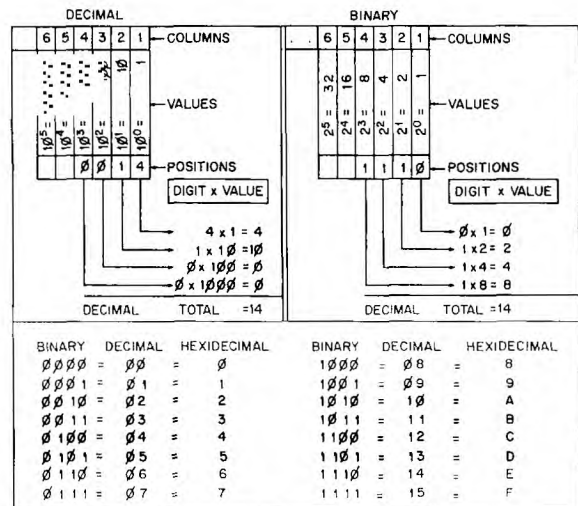 DECIMAL
6 5 4 3 2 1 COLUMNS
10⁵= 10⁴= 10³= 10²= 10¹= 10 10⁰= 1
VALUES
Ø Ø 1 4 POSITIONS
DIGIT x VALUE
4 x 1 = 4
1 x 1Ø =1Ø
Ø x 1ØØ = Ø
Ø x 1ØØØ = Ø
DECIMAL TOTAL =14
BINARY
6 5 4 3 2 1 COLUMNS
2⁵= 32 2⁴= 16 2³= 8 2²= 4 2¹= 2 2⁰= 1
VALUES
1 1 1 Ø POSITIONS
DIGIT x VALUE
Ø x 1= Ø
1 x2= 2
1 x4= 4
1 x8= 8
DECIMAL TOTAL =14
BINARY DECIMAL HEXIDECIMAL
ØØØØ = ØØ = Ø
ØØØ1 = Ø1 = 1
ØØ1Ø = Ø2 = 2
ØØ11 = Ø3 = 3
Ø1ØØ = Ø4 = 4
Ø1Ø1 = Ø5 = 5
Ø11Ø = Ø6 = 6
Ø111 = Ø7 = 7
BINARY DECIMAL HEXIDECIMAL
1ØØØ = Ø8 = 8
1ØØ1 = Ø9 = 9
1Ø1Ø = 1Ø = A
1Ø11 = 11 = B
11ØØ = 12 = C
11Ø1 = 13 = D
111Ø = 14 = E
1111 = 15 = F